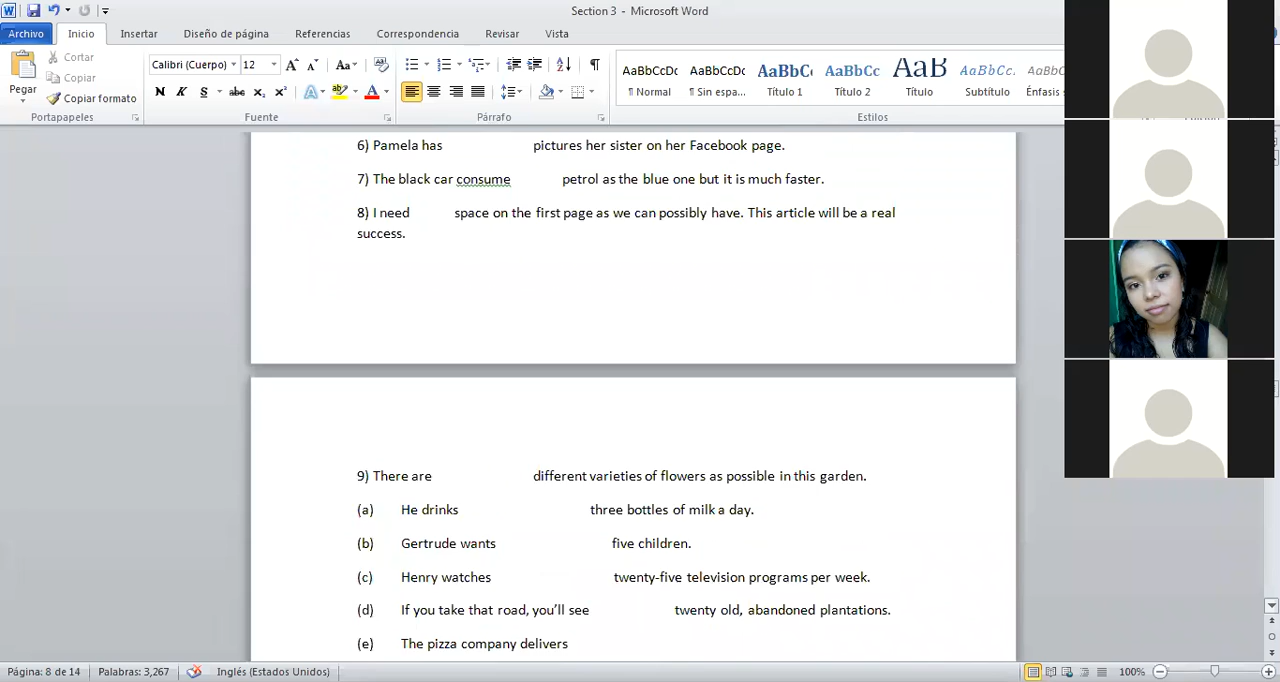 Section 3 - Microsoft Word
Archivo Inicio Insertar Diseño de página Referencias Correspondencia Revisar Vista
Pegar
Cortar
Copiar
Copiar formato
Portapapeles
Calibri (Cuerpo) 12
Fuente
Párrafo
AaBbCcDc AaBbCcDc AaBbC( AaBbCc AaB AaBbCc. AaBbCc
¶ Normal ¶ Sin espa... Título 1 Título 2 Título Subtítulo Énfasis
Estilos
6) Pamela has pictures her sister on her Facebook page.
7) The black car consume petrol as the blue one but it is much faster.
8) I need space on the first page as we can possibly have. This article will be a real
success.
9) There are different varieties of flowers as possible in this garden.
(a) He drinks three bottles of milk a day.
(b) Gertrude wants five children.
(c) Henry watches twenty-five television programs per week.
(d) If you take that road, you’ll see twenty old, abandoned plantations.
(e) The pizza company delivers
Página: 8 de 14 Palabras: 3,267 Inglés (Estados Unidos) 100%